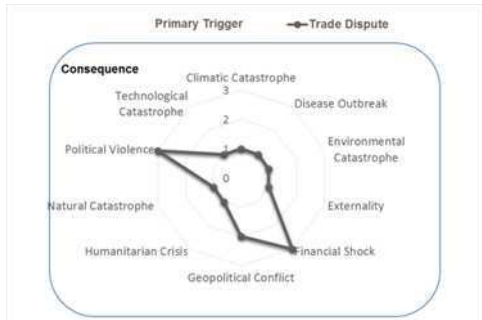 Primary Trigger
Trade Dispute
Consequence
Climatic Catastrophe
Technological
Catastrophe
3
Disease Outbreak
2
Environmental
Catastrophe
Political Violence
1
0
Natural Catastrophe
Externality
Humanitarian Crisis
Financial Shock
Geopolitical Conflict